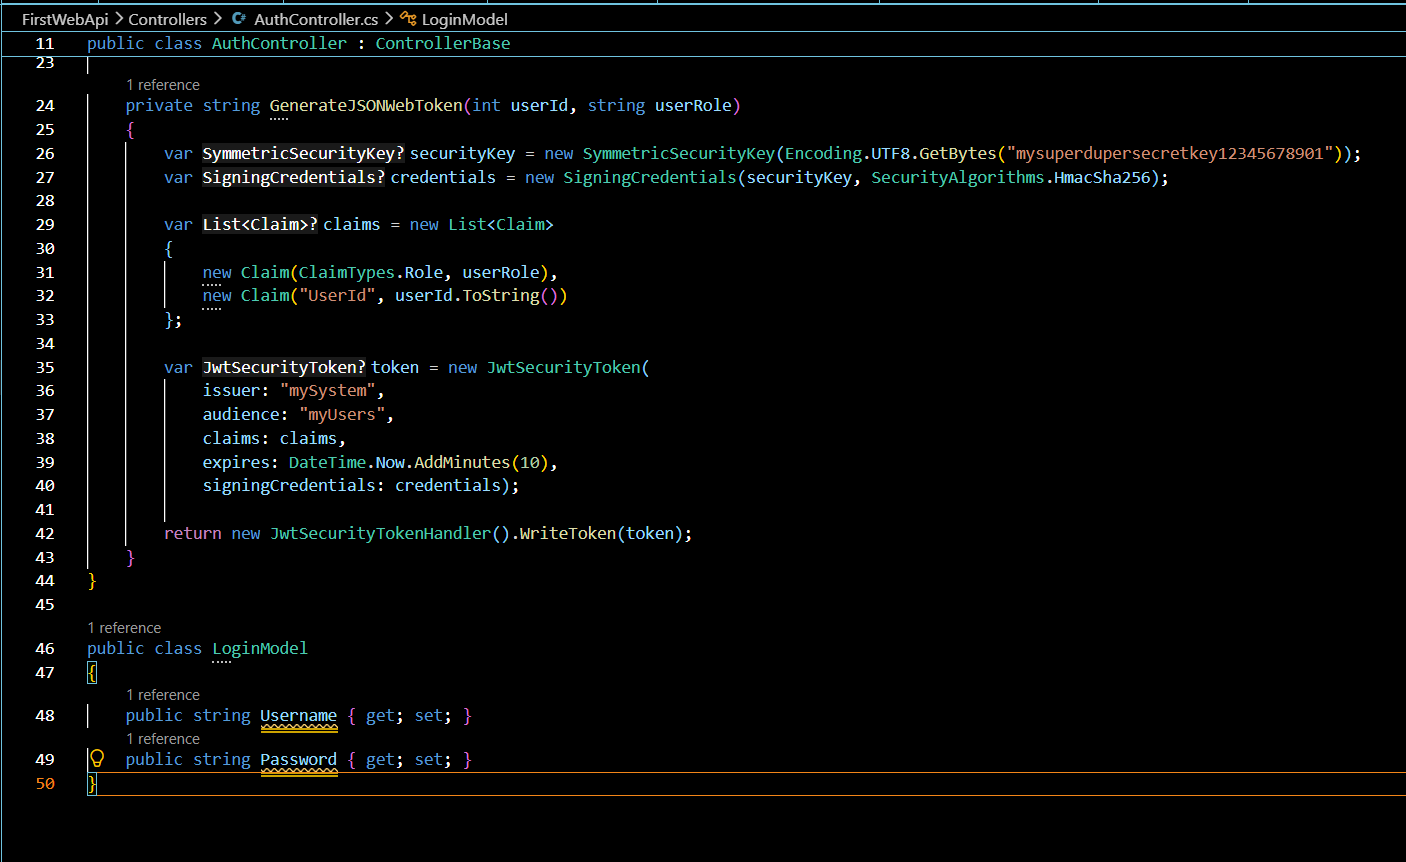 FirstWebApi > Controllers > C# AuthController.cs > LoginModel
11 public class AuthController : ControllerBase
23
1 reference
24 private string GenerateJSONWebToken(int userId, string userRole)
25 {
26 var SymmetricSecurityKey? securityKey = new SymmetricSecurityKey(Encoding.UTF8.GetBytes("mysuperdupersecretkey12345678901"));
27 var SigningCredentials? credentials = new SigningCredentials(securityKey, SecurityAlgorithms.HmacSha256);
28
29 var List<Claim>? claims = new List<Claim>
30 {
31 new Claim(ClaimTypes.Role, userRole),
32 new Claim("UserId", userId.ToString())
33 };
34
35 var JwtSecurityToken? token = new JwtSecurityToken(
36 issuer: "mySystem",
37 audience: "myUsers",
38 claims: claims,
39 expires: DateTime.Now.AddMinutes(10),
40 signingCredentials: credentials);
41
42 return new JwtSecurityTokenHandler().WriteToken(token);
43 }
44 }
45
1 reference
46 public class LoginModel
47 {
1 reference
48 public string Username { get; set; }
1 reference
49 public string Password { get; set; }
50 }